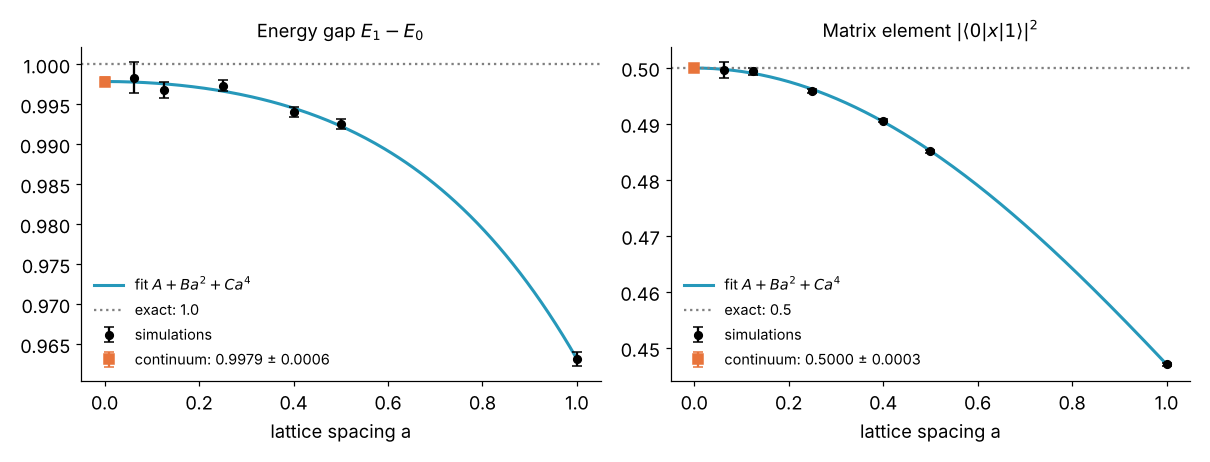 Energy gap E₁ − E₀
1.000
0.995
0.990
0.985
0.980
0.975
0.970
0.965
fit A + Ba² + Ca⁴
exact: 1.0
simulations
continuum: 0.9979 ± 0.0006
0.0 0.2 0.4 0.6 0.8 1.0
lattice spacing a
Matrix element |⟨0|x|1⟩|²
0.50
0.49
0.48
0.47
0.46
0.45
fit A + Ba² + Ca⁴
exact: 0.5
simulations
continuum: 0.5000 ± 0.0003
0.0 0.2 0.4 0.6 0.8 1.0
lattice spacing a